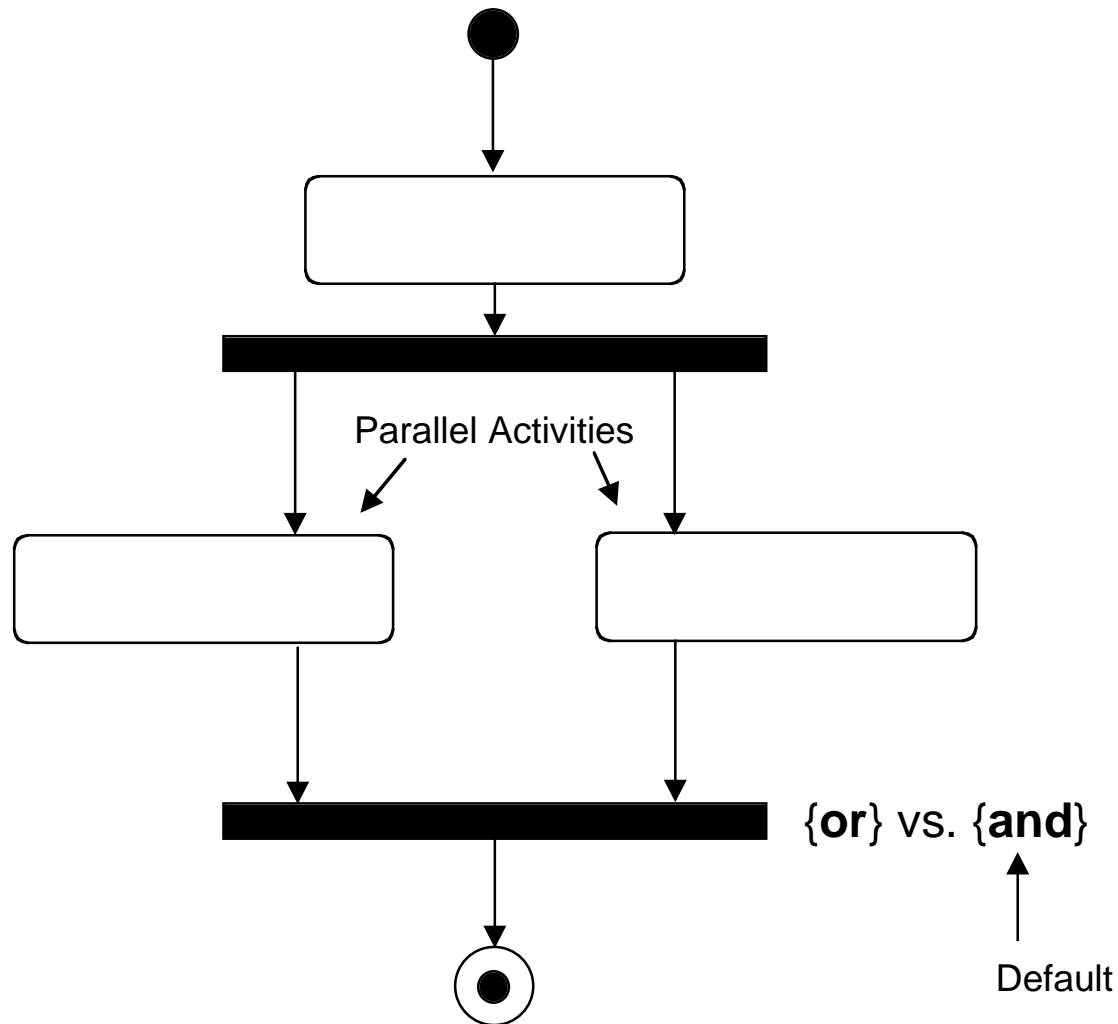 Parallel Activities
{or} vs. {and}
Default